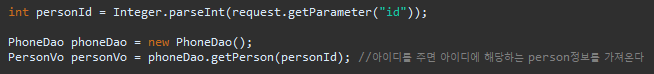 int personId = Integer.parseInt(request.getParameter("id"));
PhoneDao phoneDao = new PhoneDao();
PersonVo personVo = phoneDao.getPerson(personId); //아이디를 주면 아이디에 해당하는 person정보를 가져온다